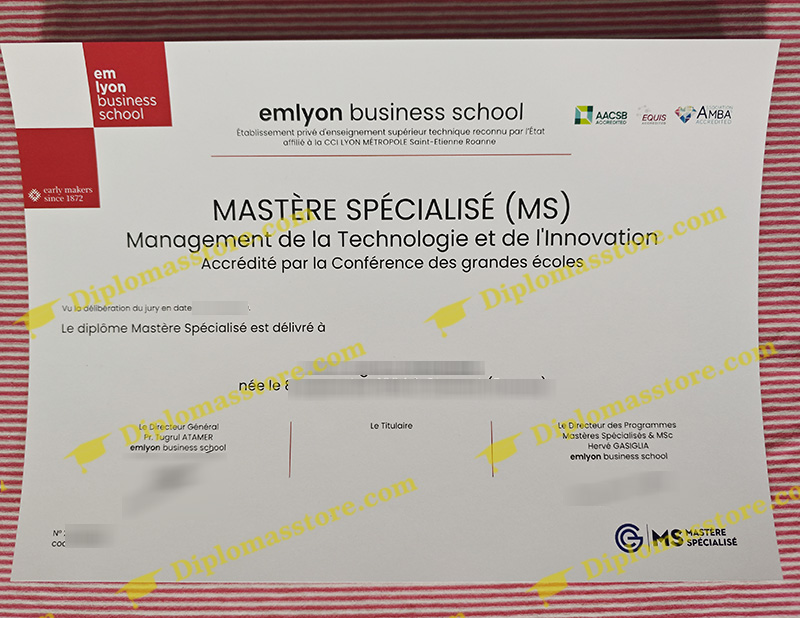 em
lyon
business
school
early makers
since 1872
emlyon business school
Établissement privé d'enseignement supérieur technique reconnu par l'État
affilié à la CCI LYON MÉTROPOLE Saint-Etienne Roanne
AACSB
ACCREDITED
EQUIS
ACCREDITED
ASSOCIATION
AMBA
ACCREDITED
MASTÈRE SPÉCIALISÉ (MS)
Management de la Technologie et de l'Innovation
Accrédité par la Conférence des grandes écoles
Vu la délibération du jury en date
Le diplôme Mastère Spécialisé est délivré à
née le
Le Directeur Général
Pr. Tugrul ATAMER
emlyon business school
Le Titulaire
Le Directeur des Programmes
Mastères Spécialisés & MSc
Hervé GASIGLIA
emlyon business school
N°
MS MASTÈRE
SPÉCIALISÉ
Diplomasstore.com
Diplomasstore.com
Diplomasstore.com
Diplomasstore.com
Diplomasstore.com
Diplomasstore.com